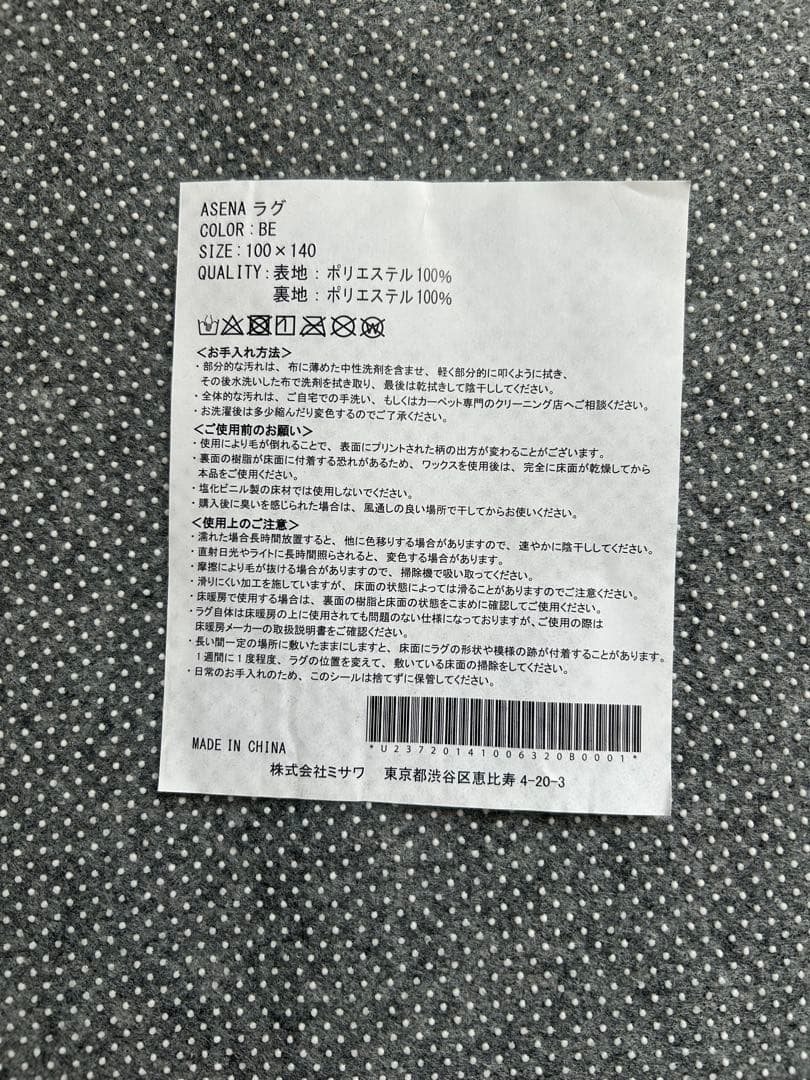 ASENA ラグ
COLOR : BE
SIZE : 100×140
QUALITY : 表地 : ポリエステル100%
裏地 : ポリエステル100%
<お手入れ方法>
・部分的な汚れは、布に薄めた中性洗剤を含ませ、軽く部分的に叩くように拭き、
その後水洗いした布で洗剤を拭き取り、最後は乾拭きして陰干ししてください。
・全体的な汚れは、ご自宅での手洗い、もしくはカーペット専門のクリーニング店へご相談ください。
・お洗濯後は多少縮んだり変色するのでご了承ください。
<ご使用前のお願い>
・使用により毛が倒れることで、表面にプリントされた柄の出方が変わることがございます。
・裏面の樹脂が床面に付着する恐れがあるため、ワックスを使用後は、完全に床面が乾燥してから
本品をご使用ください。
・塩化ビニル製の床材では使用しないでください。
・購入後に臭いを感じられた場合は、風通しの良い場所で干してからお使いください。
<使用上のご注意>
・濡れた場合長時間放置すると、他に色移りする場合がありますので、速やかに陰干ししてください。
・直射日光やライトに長時間照らされると、変色する場合があります。
・摩擦により毛が抜ける場合がありますので、掃除機で吸い取ってください。
・滑りにくい加工を施していますが、床面の状態によっては滑ることがありますのでご注意ください。
・床暖房で使用する場合は、裏面の樹脂と床面の状態をこまめに確認してご使用ください。
・ラグ自体は床暖房の上に使用されても問題のない仕様になっておりますが、ご使用の際は
床暖房メーカーの取扱説明書をご確認ください。
・長い間一定の場所に敷いたままにしますと、床面にラグの形状や模様の跡が付着することがあります。
1週間に1度程度、ラグの位置を変えて、敷いている床面の掃除をしてください。
・日常のお手入れのため、このシールは捨てずに保管してください。
*U23720141006320B0001*
MADE IN CHINA
株式会社ミサワ 東京都渋谷区恵比寿 4-20-3